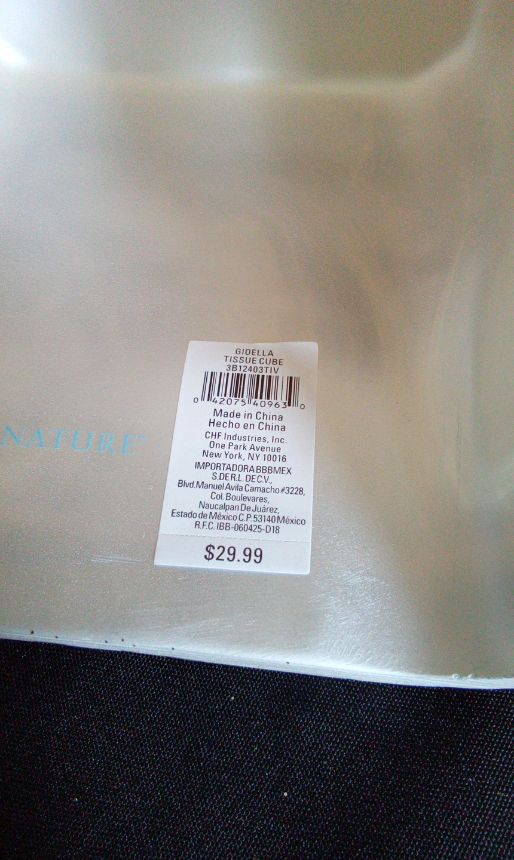 GIOELLA
TISSUE CUBE
3B12403TIV
0 42075 40963 0
Made in China
Hecho en China
CHF Industries, Inc.
One Park Avenue
New York, NY 10016
IMPORTADORA BBBMEX
S.DE R.L. DE C.V.,
Blvd. Manuel Avila Camacho #3228,
Col. Boulevares,
Naucalpan De Juárez,
Estado de México C.P. 53140 México
R.F.C. IBB-060425-D18
$29.99
NATURE™